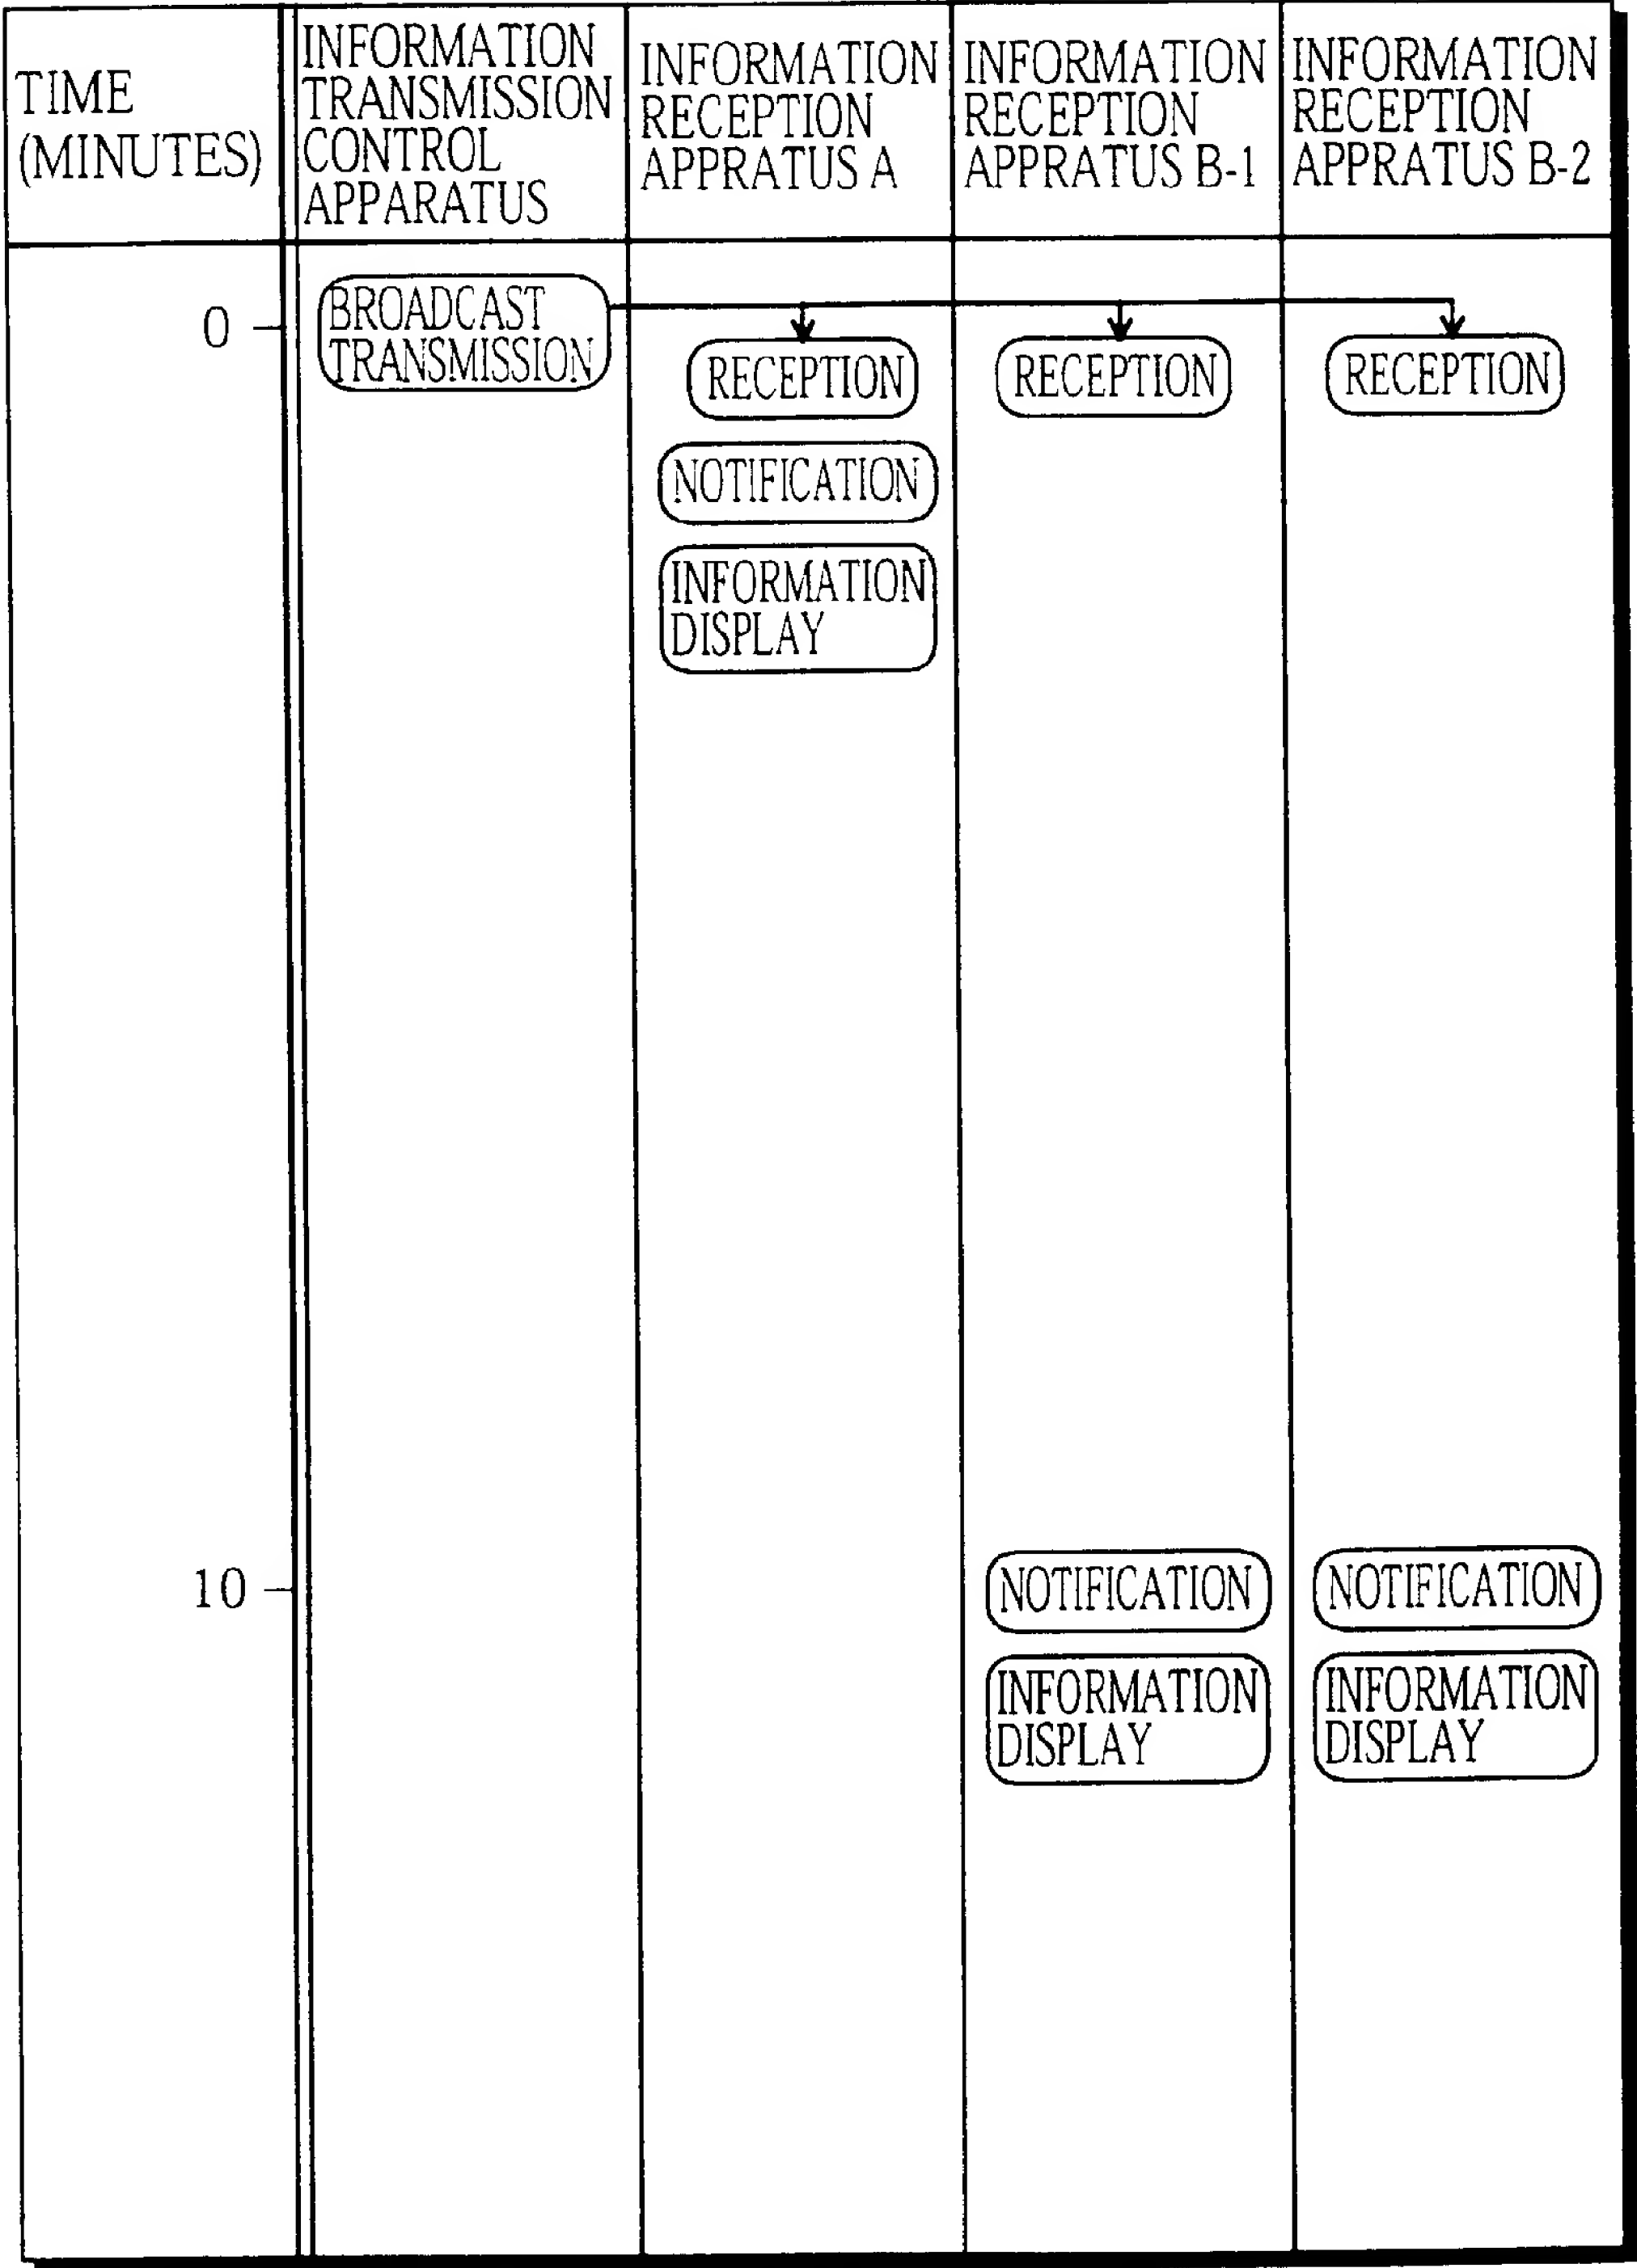 TIME
(MINUTES)
INFORMATION
TRANSMISSION
CONTROL
APPARATUS
INFORMATION
RECEPTION
APPRATUS A
INFORMATION
RECEPTION
APPRATUS B-1
INFORMATION
RECEPTION
APPRATUS B-2
0
BROADCAST
TRANSMISSION
RECEPTION
RECEPTION
RECEPTION
NOTIFICATION
INFORMATION
DISPLAY
10
NOTIFICATION
NOTIFICATION
INFORMATION
DISPLAY
INFORMATION
DISPLAY